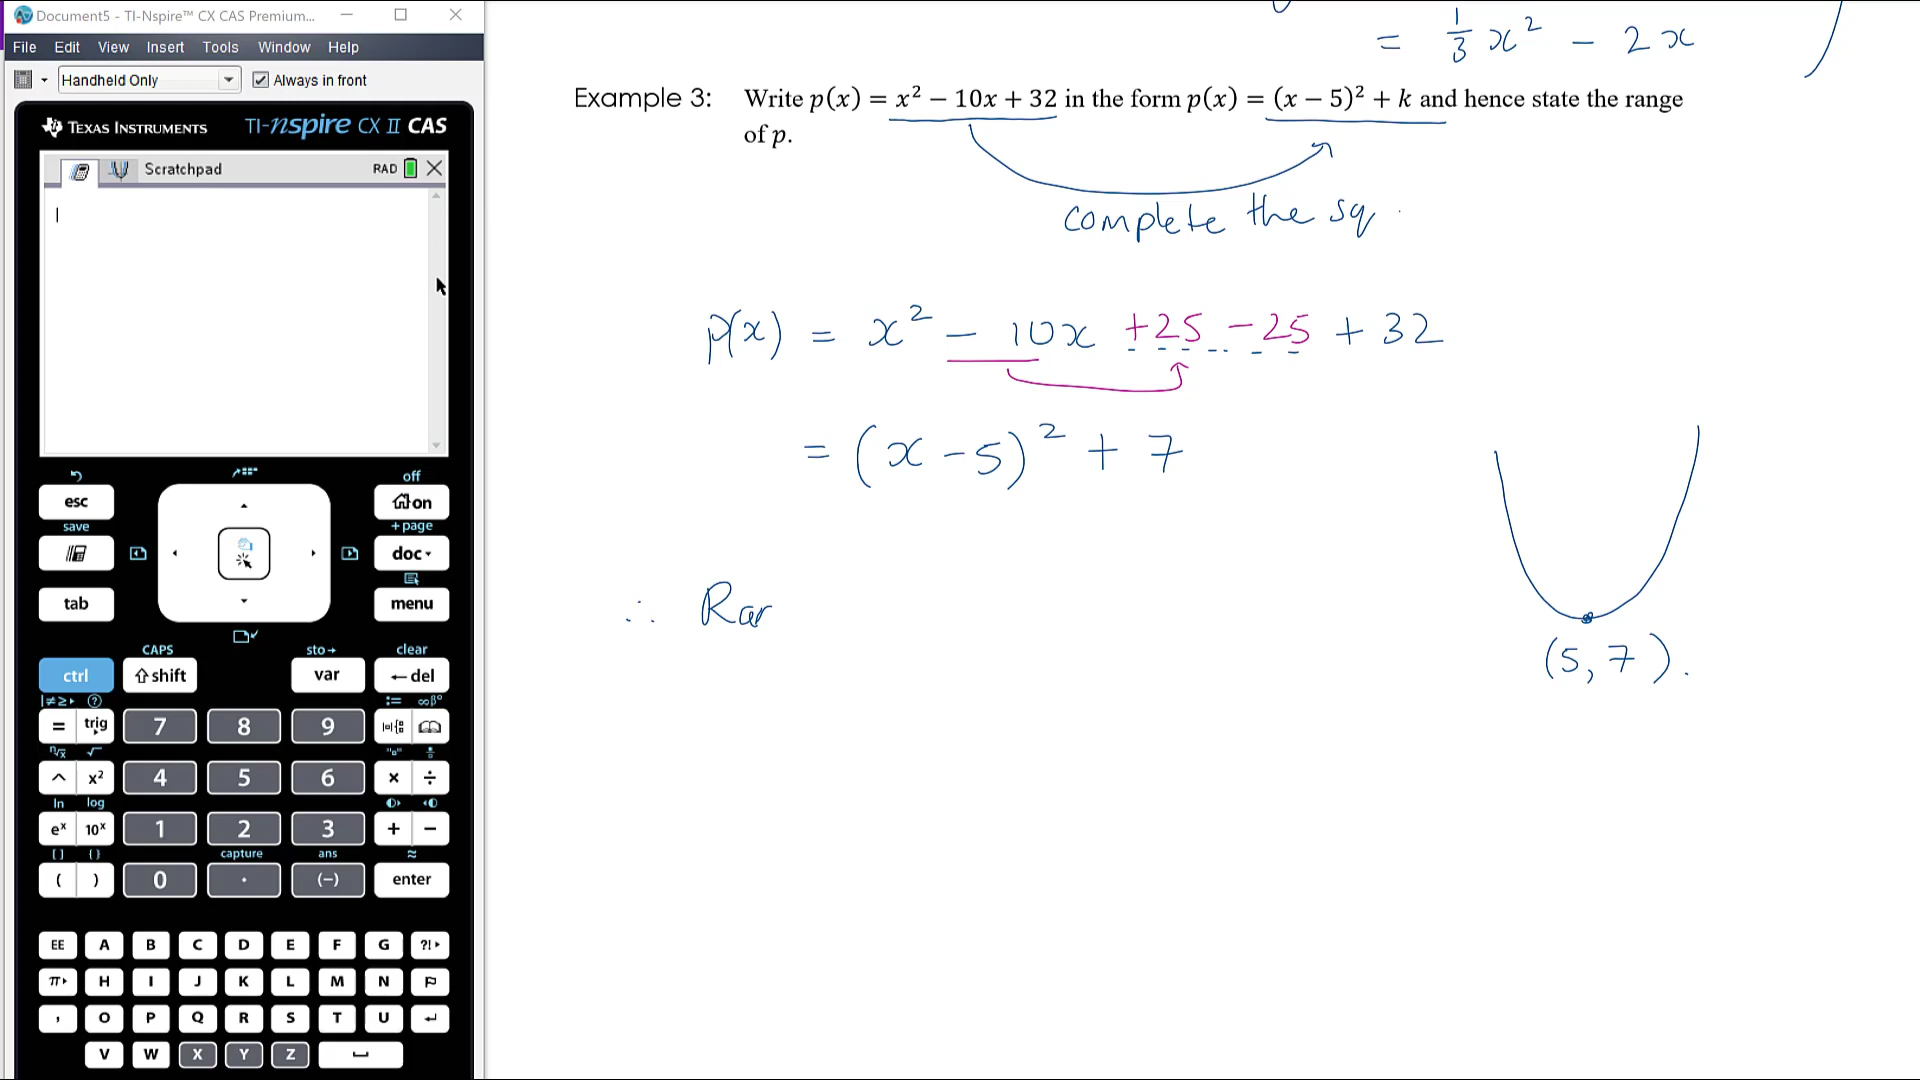 Document5 - TI-Nspire™ CX CAS Premium...
File Edit View Insert Tools Window Help
Handheld Only Always in front
TEXAS INSTRUMENTS TI-nspire CX II CAS
Scratchpad RAD
off
esc on
save + page
doc
tab menu
CAPS sto→ clear
ctrl ⇧shift var ←del
|≠≥▸ ? := ∞β°
= trig 7 8 9
ⁿ√x √ "o"
^ x² 4 5 6 × ÷
ln log
eˣ 10ˣ 1 2 3 + −
[ ] { } capture ans ≈
( ) 0 . (−) enter
EE A B C D E F G ?!▸
π▸ H I J K L M N
, O P Q R S T U ↵
V W X Y Z
= 1/3 x² − 2x
Example 3: Write p(x) = x² − 10x + 32 in the form p(x) = (x − 5)² + k and hence state the range
of p.
complete the sq
p(x) = x² − 10x +25 −25 + 32
= (x − 5)² + 7
∴ Ran
(5, 7).